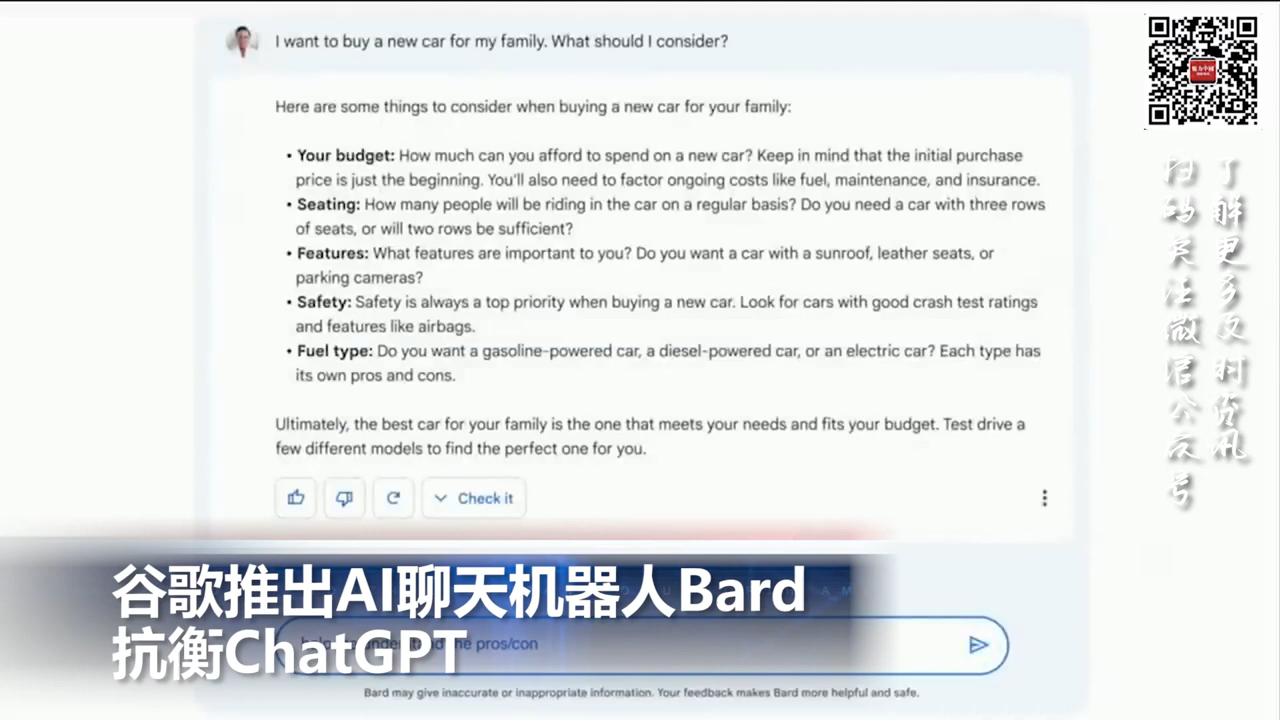 I want to buy a new car for my family. What should I consider?
Here are some things to consider when buying a new car for your family:
• Your budget: How much can you afford to spend on a new car? Keep in mind that the initial purchase
price is just the beginning. You'll also need to factor ongoing costs like fuel, maintenance, and insurance.
• Seating: How many people will be riding in the car on a regular basis? Do you need a car with three rows
of seats, or will two rows be sufficient?
• Features: What features are important to you? Do you want a car with a sunroof, leather seats, or
parking cameras?
• Safety: Safety is always a top priority when buying a new car. Look for cars with good crash test ratings
and features like airbags.
• Fuel type: Do you want a gasoline-powered car, a diesel-powered car, or an electric car? Each type has
its own pros and cons.
Ultimately, the best car for your family is the one that meets your needs and fits your budget. Test drive a
few different models to find the perfect one for you.
Check it
谷歌推出AI聊天机器人Bard
抗衡ChatGPT
the pros/con
Bard may give inaccurate or inappropriate information. Your feedback makes Bard more helpful and safe.
了解更多及时资讯
扫码关注微信公众号